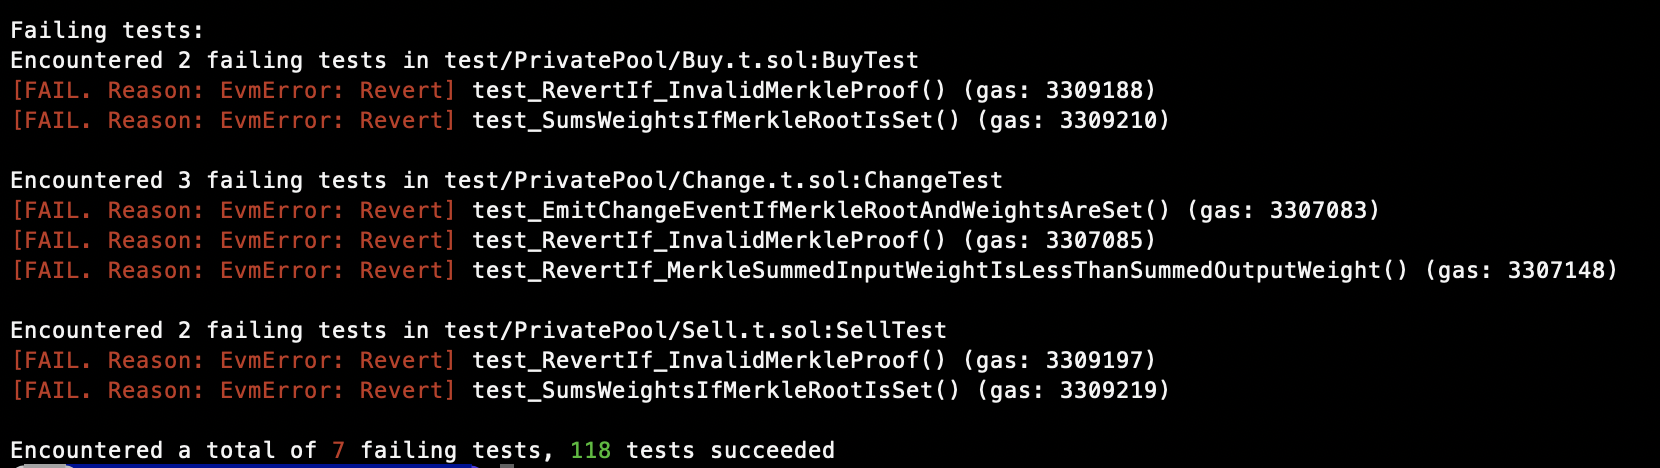 Failing tests:
Encountered 2 failing tests in test/PrivatePool/Buy.t.sol:BuyTest
[FAIL. Reason: EvmError: Revert] test_RevertIf_InvalidMerkleProof() (gas: 3309188)
[FAIL. Reason: EvmError: Revert] test_SumsWeightsIfMerkleRootIsSet() (gas: 3309210)
Encountered 3 failing tests in test/PrivatePool/Change.t.sol:ChangeTest
[FAIL. Reason: EvmError: Revert] test_EmitChangeEventIfMerkleRootAndWeightsAreSet() (gas: 3307083)
[FAIL. Reason: EvmError: Revert] test_RevertIf_InvalidMerkleProof() (gas: 3307085)
[FAIL. Reason: EvmError: Revert] test_RevertIf_MerkleSummedInputWeightIsLessThanSummedOutputWeight() (gas: 3307148)
Encountered 2 failing tests in test/PrivatePool/Sell.t.sol:SellTest
[FAIL. Reason: EvmError: Revert] test_RevertIf_InvalidMerkleProof() (gas: 3309197)
[FAIL. Reason: EvmError: Revert] test_SumsWeightsIfMerkleRootIsSet() (gas: 3309219)
Encountered a total of 7 failing tests, 118 tests succeeded